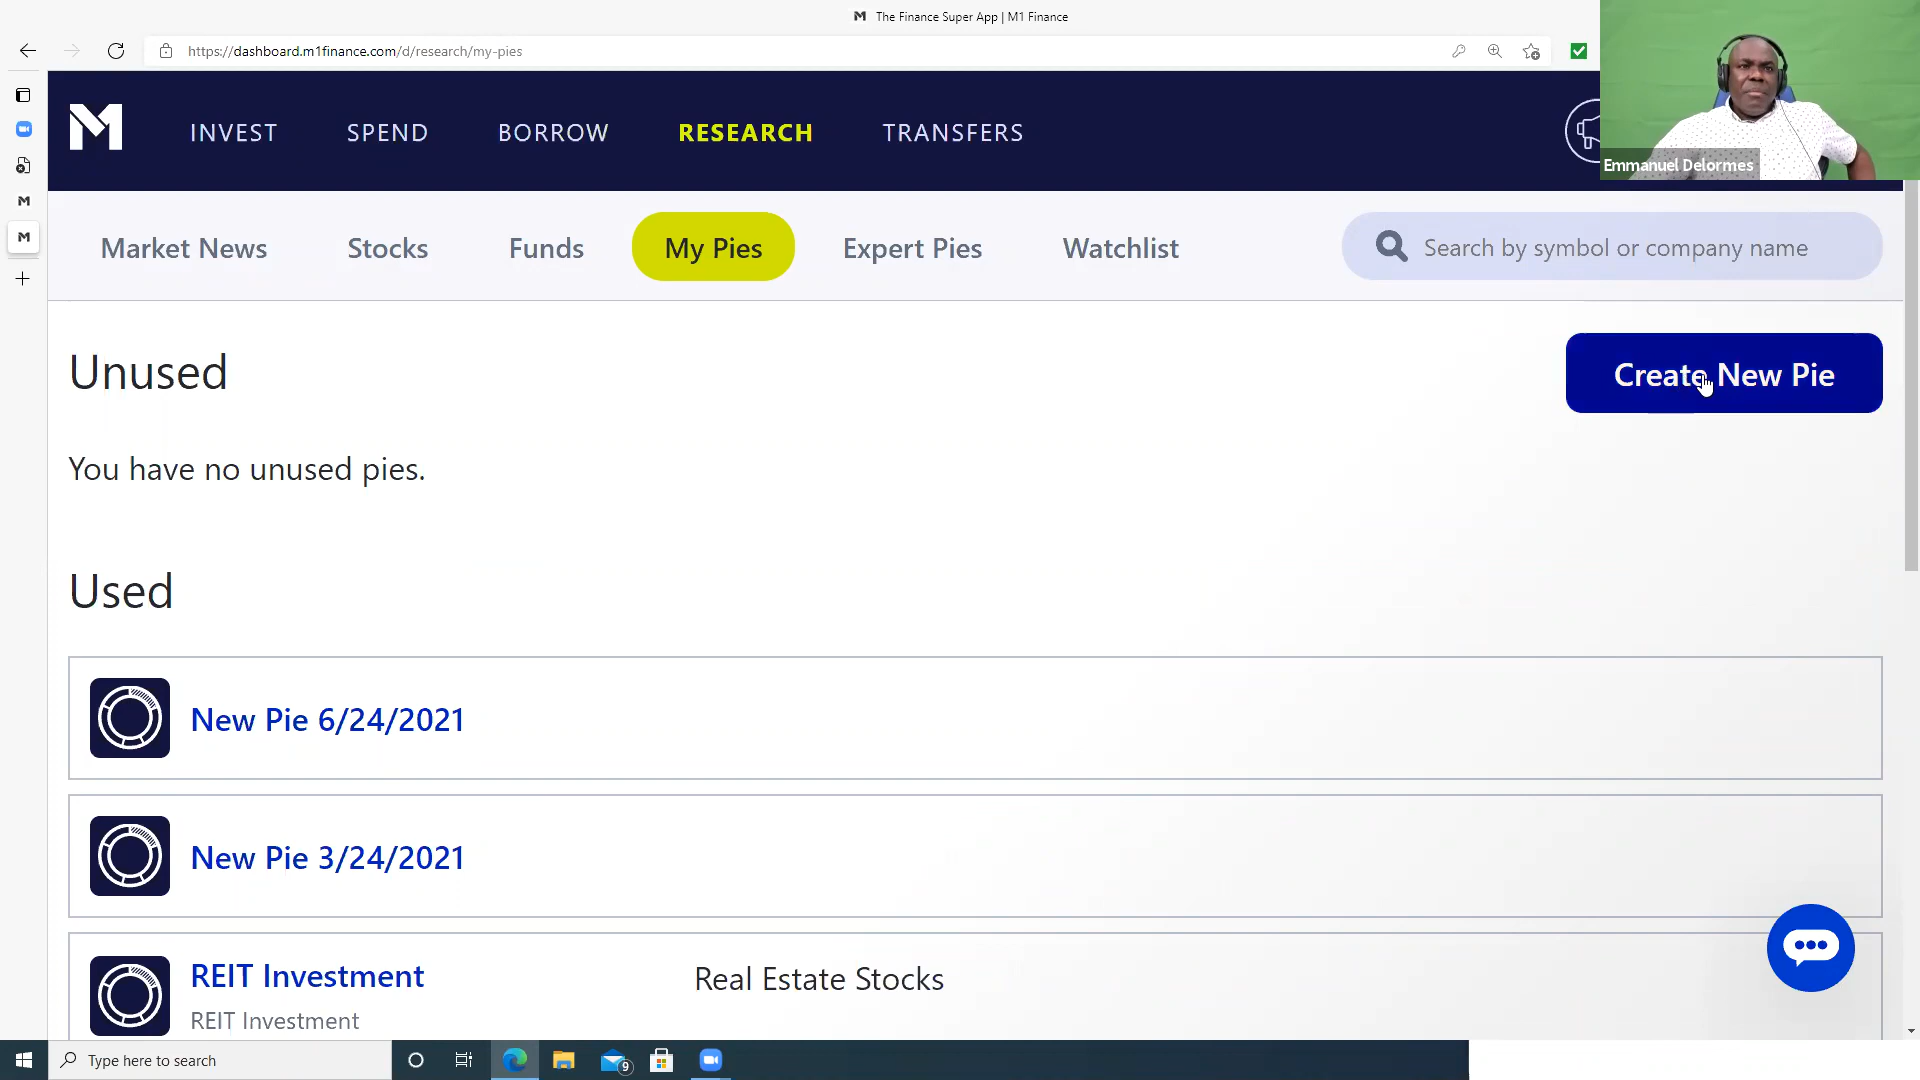 The Finance Super App | M1 Finance
https://dashboard.m1finance.com/d/research/my-pies
M1
INVEST SPEND BORROW RESEARCH TRANSFERS
Emmanuel Delormes
Market News Stocks Funds My Pies Expert Pies Watchlist Search by symbol or company name
Unused
Create New Pie
You have no unused pies.
Used
New Pie 6/24/2021
New Pie 3/24/2021
REIT Investment Real Estate Stocks
REIT Investment
Type here to search
9